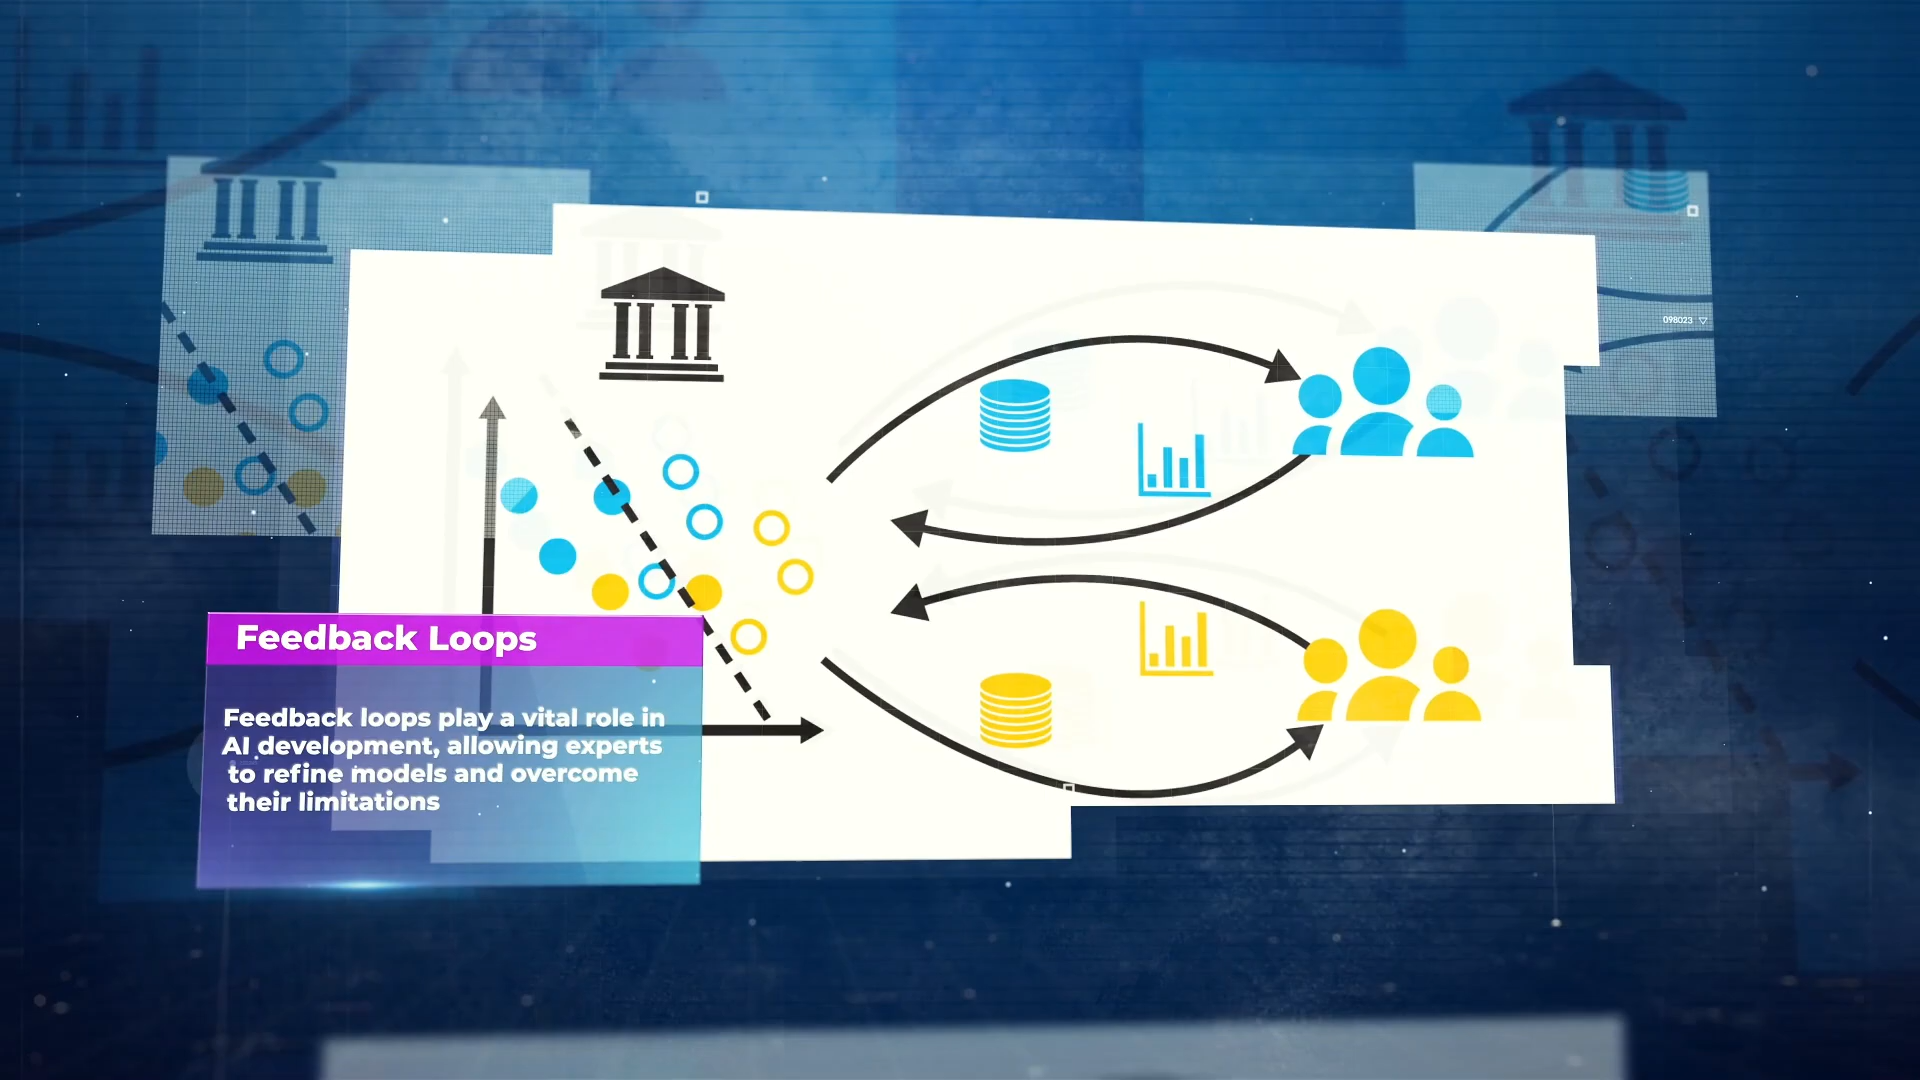 098023
Feedback Loops
Feedback loops play a vital role in
AI development, allowing experts
to refine models and overcome
their limitations